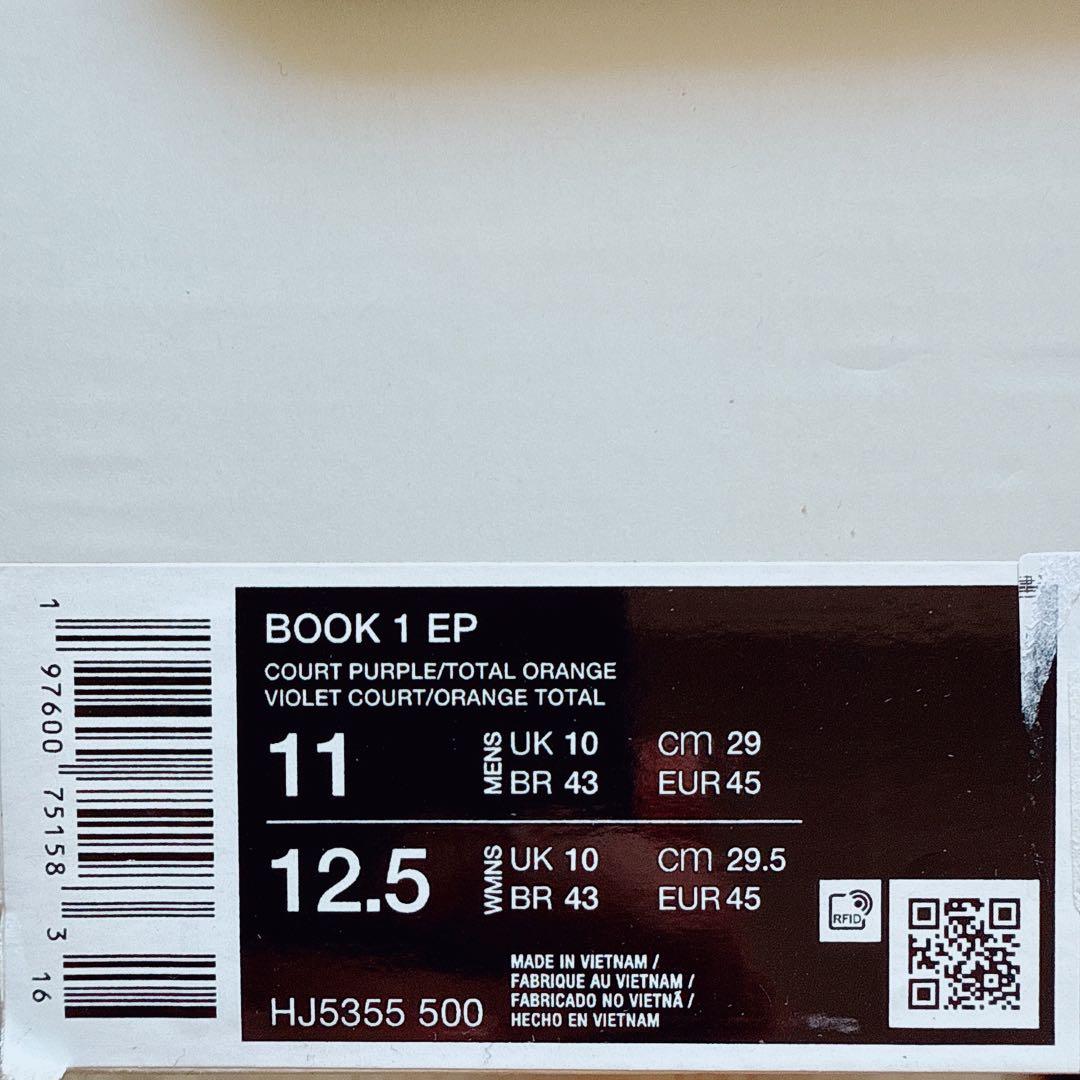 BOOK 1 EP
COURT PURPLE/TOTAL ORANGE
VIOLET COURT/ORANGE TOTAL
11 MENS UK 10 cm 29
BR 43 EUR 45
12.5 WMNS UK 10 cm 29.5
BR 43 EUR 45
RFID
MADE IN VIETNAM /
FABRIQUE AU VIETNAM /
FABRICADO NO VIETNÃ /
HECHO EN VIETNAM
HJ5355 500
1 97600 75158 3 16